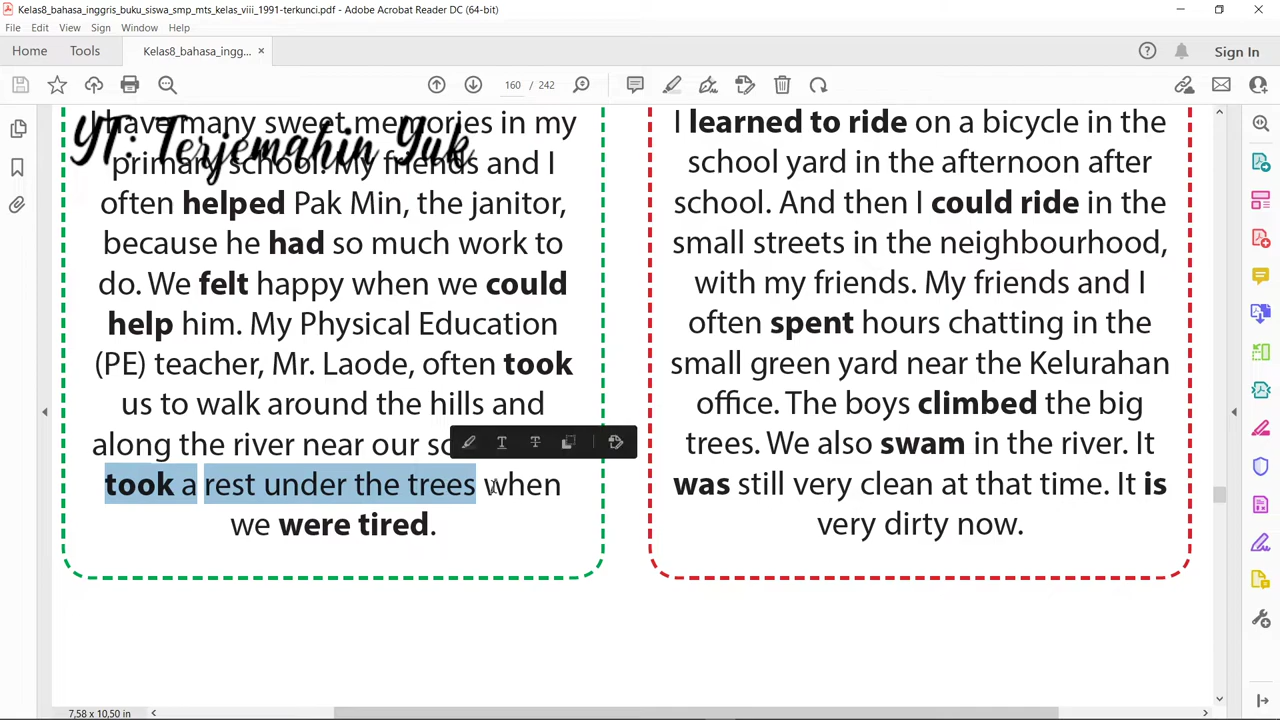 Kelas8_bahasa_inggris_buku_siswa_smp_mts_kelas_viii_1991-terkunci.pdf - Adobe Acrobat Reader DC (64-bit)
File Edit View Sign Window Help
Home Tools Kelas8_bahasa_ingg... × Sign In
160 / 242
YT: Terjemahin Yuk
I have many sweet memories in my
primary school. My friends and I
often helped Pak Min, the janitor,
because he had so much work to
do. We felt happy when we could
help him. My Physical Education
(PE) teacher, Mr. Laode, often took
us to walk around the hills and
along the river near our sc
took a rest under the trees when
we were tired.
I learned to ride on a bicycle in the
school yard in the afternoon after
school. And then I could ride in the
small streets in the neighbourhood,
with my friends. My friends and I
often spent hours chatting in the
small green yard near the Kelurahan
office. The boys climbed the big
trees. We also swam in the river. It
was still very clean at that time. It is
very dirty now.
7,58 x 10,50 in